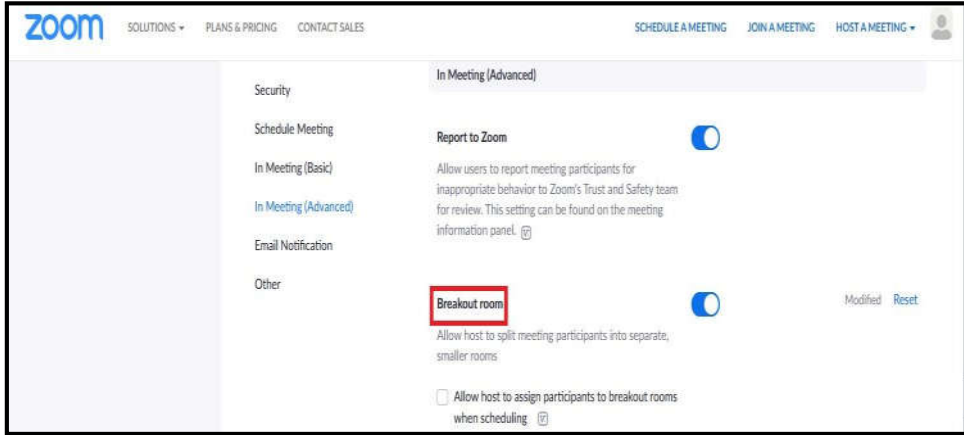 zoom SOLUTIONS PLANS & PRICING CONTACT SALES SCHEDULE A MEETING JOIN A MEETING HOST A MEETING
In Meeting (Advanced)
Security
Schedule Meeting
In Meeting (Basic)
In Meeting (Advanced)
Email Notification
Other
Report to Zoom
Allow users to report meeting participants for
inappropriate behavior to Zoom's Trust and Safety team
for review. This setting can be found on the meeting
information panel.
Breakout room Modified Reset
Allow host to split meeting participants into separate,
smaller rooms
Allow host to assign participants to breakout rooms
when scheduling